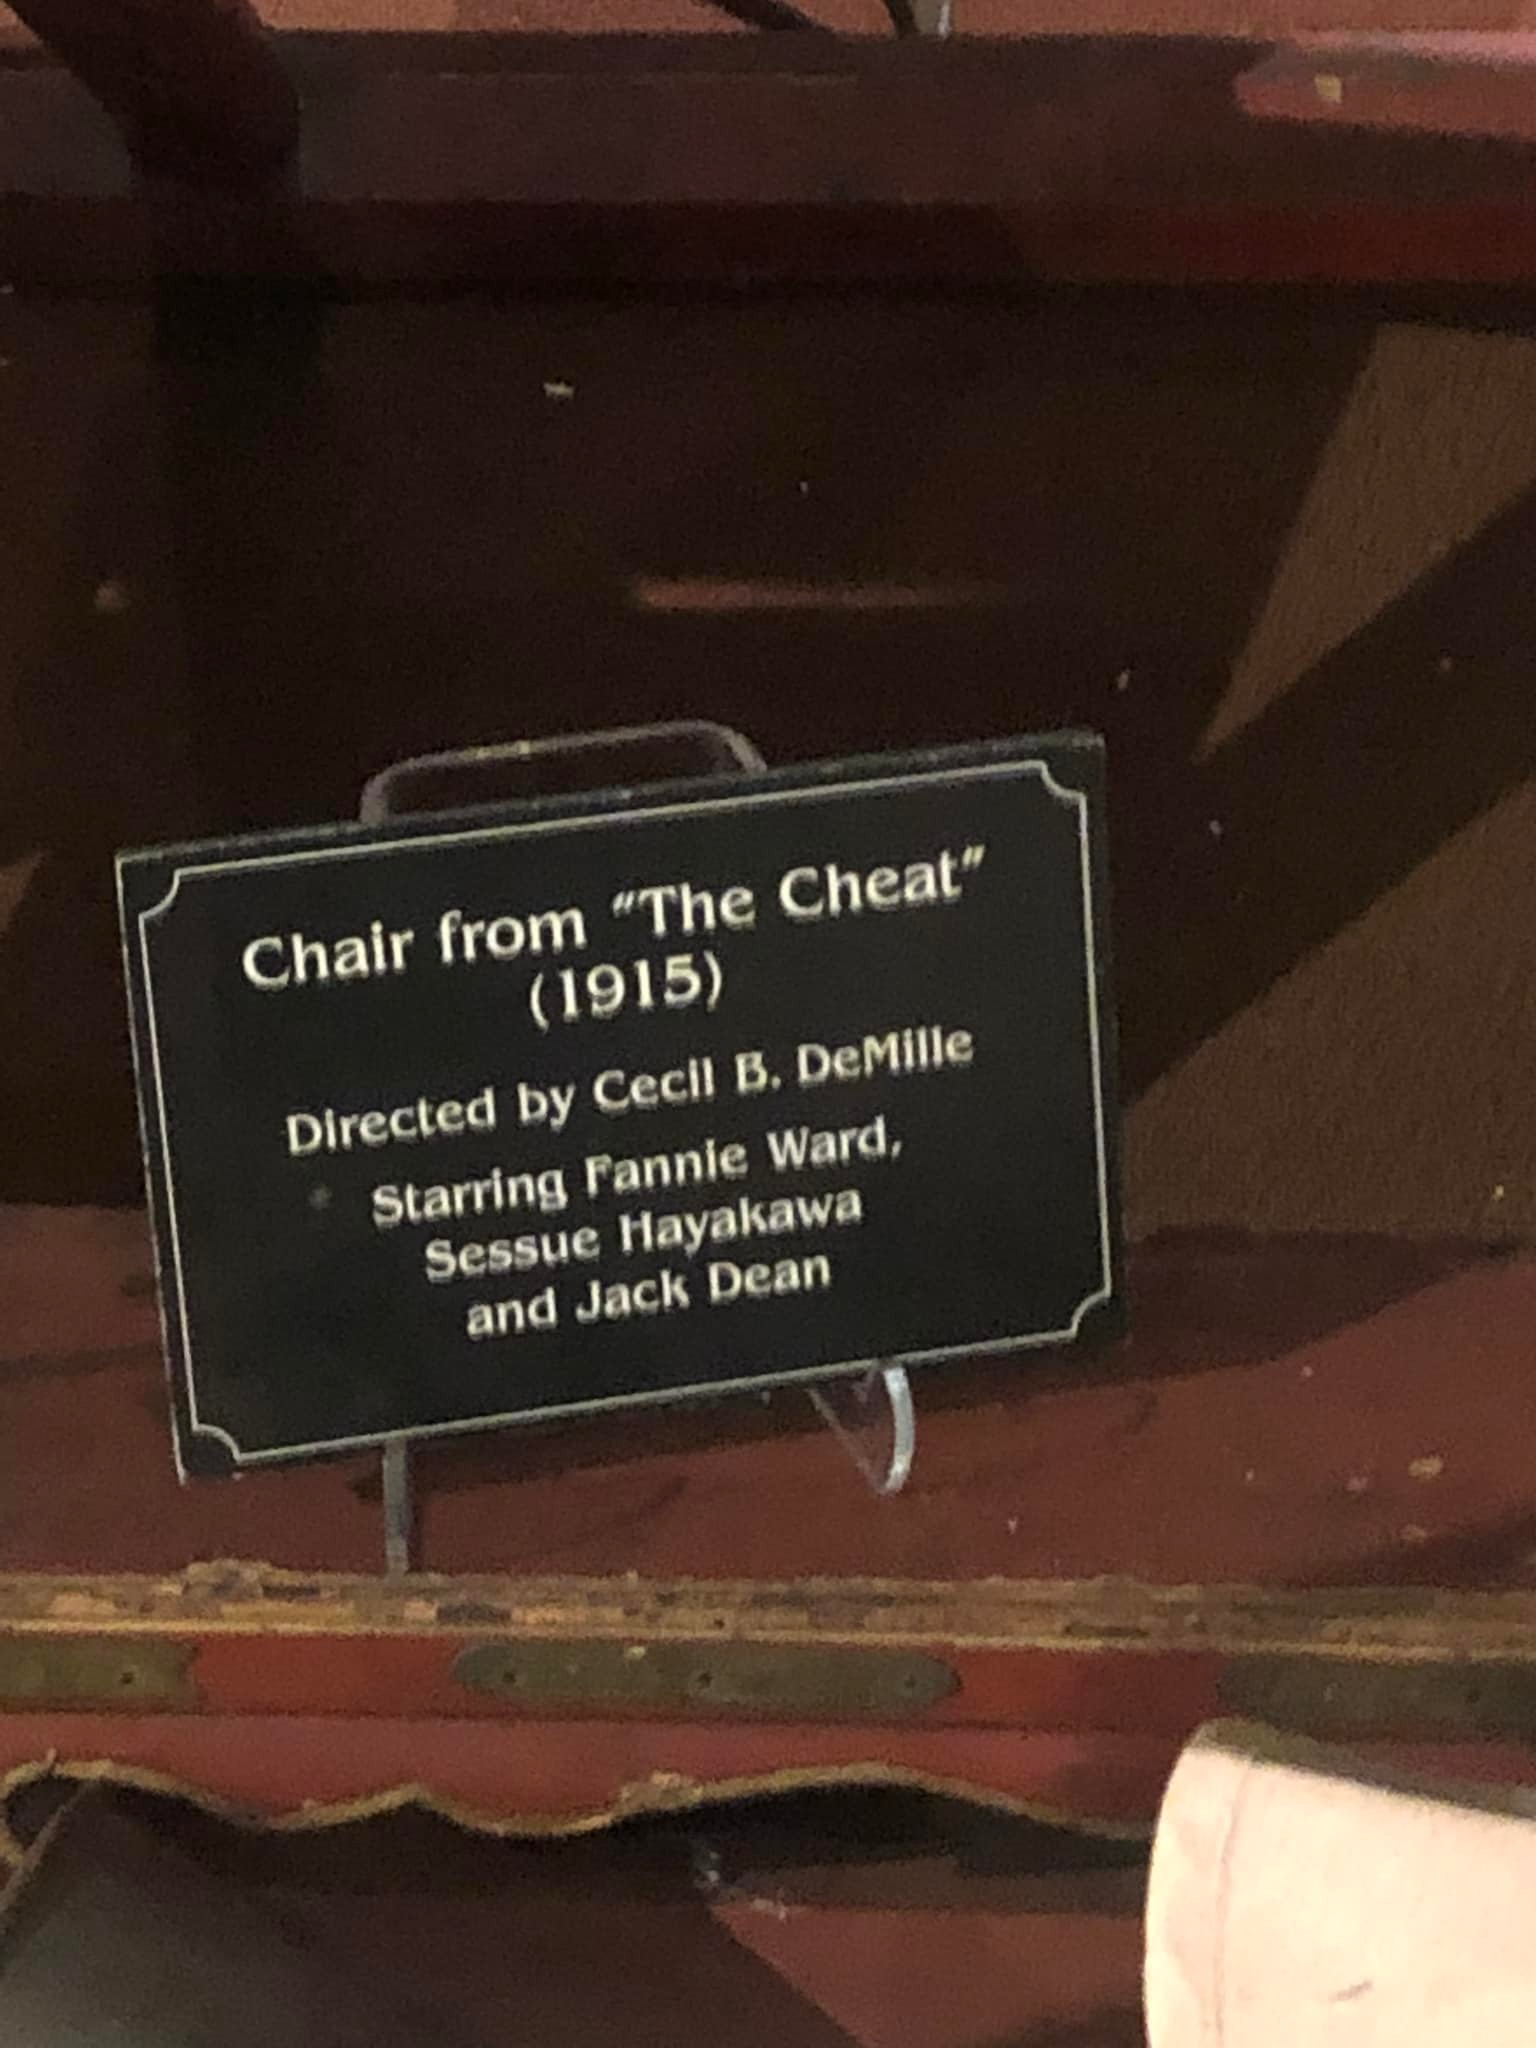 Chair from "The Cheat"
(1915)
Directed by Cecil B. DeMille
Starring Fannie Ward,
Sessue Hayakawa
and Jack Dean